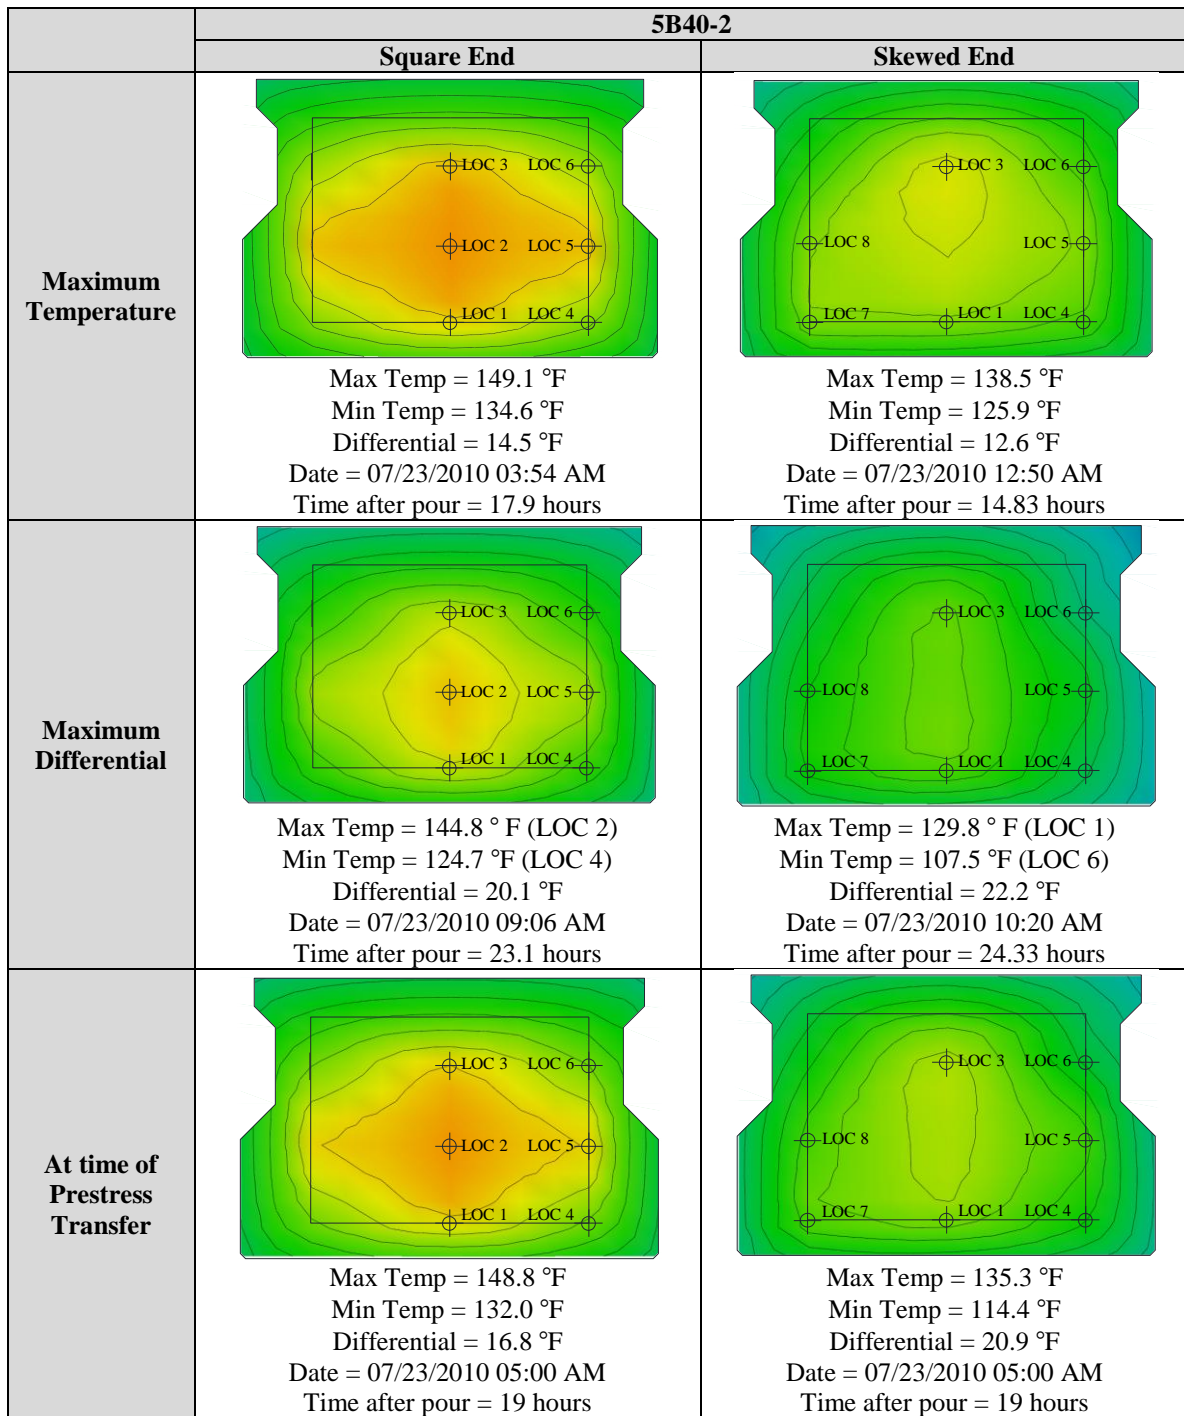 5B40-2
Square End
Skewed End
Maximum
Temperature
LOC 3 LOC 6
LOC 2 LOC 5
LOC 1 LOC 4
Max Temp = 149.1 °F
Min Temp = 134.6 °F
Differential = 14.5 °F
Date = 07/23/2010 03:54 AM
Time after pour = 17.9 hours
LOC 3 LOC 6
LOC 8 LOC 5
LOC 7 LOC 1 LOC 4
Max Temp = 138.5 °F
Min Temp = 125.9 °F
Differential = 12.6 °F
Date = 07/23/2010 12:50 AM
Time after pour = 14.83 hours
Maximum
Differential
LOC 3 LOC 6
LOC 2 LOC 5
LOC 1 LOC 4
Max Temp = 144.8 ° F (LOC 2)
Min Temp = 124.7 °F (LOC 4)
Differential = 20.1 °F
Date = 07/23/2010 09:06 AM
Time after pour = 23.1 hours
LOC 3 LOC 6
LOC 8 LOC 5
LOC 7 LOC 1 LOC 4
Max Temp = 129.8 ° F (LOC 1)
Min Temp = 107.5 °F (LOC 6)
Differential = 22.2 °F
Date = 07/23/2010 10:20 AM
Time after pour = 24.33 hours
At time of
Prestress
Transfer
LOC 3 LOC 6
LOC 2 LOC 5
LOC 1 LOC 4
Max Temp = 148.8 °F
Min Temp = 132.0 °F
Differential = 16.8 °F
Date = 07/23/2010 05:00 AM
Time after pour = 19 hours
LOC 3 LOC 6
LOC 8 LOC 5
LOC 7 LOC 1 LOC 4
Max Temp = 135.3 °F
Min Temp = 114.4 °F
Differential = 20.9 °F
Date = 07/23/2010 05:00 AM
Time after pour = 19 hours